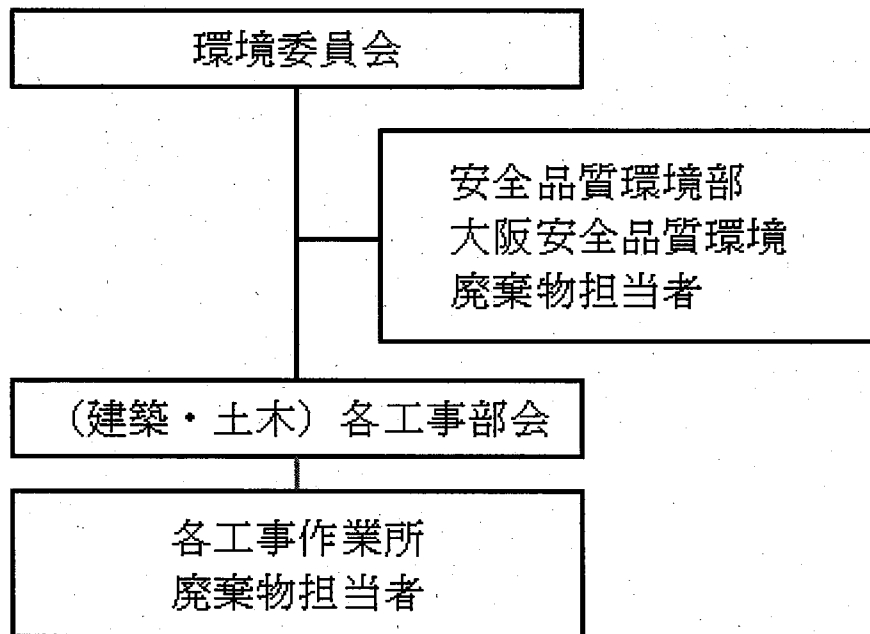 環境委員会
安全品質環境部
大阪安全品質環境
廃棄物担当者
（建築・土木）各工事部会
各工事作業所
廃棄物担当者